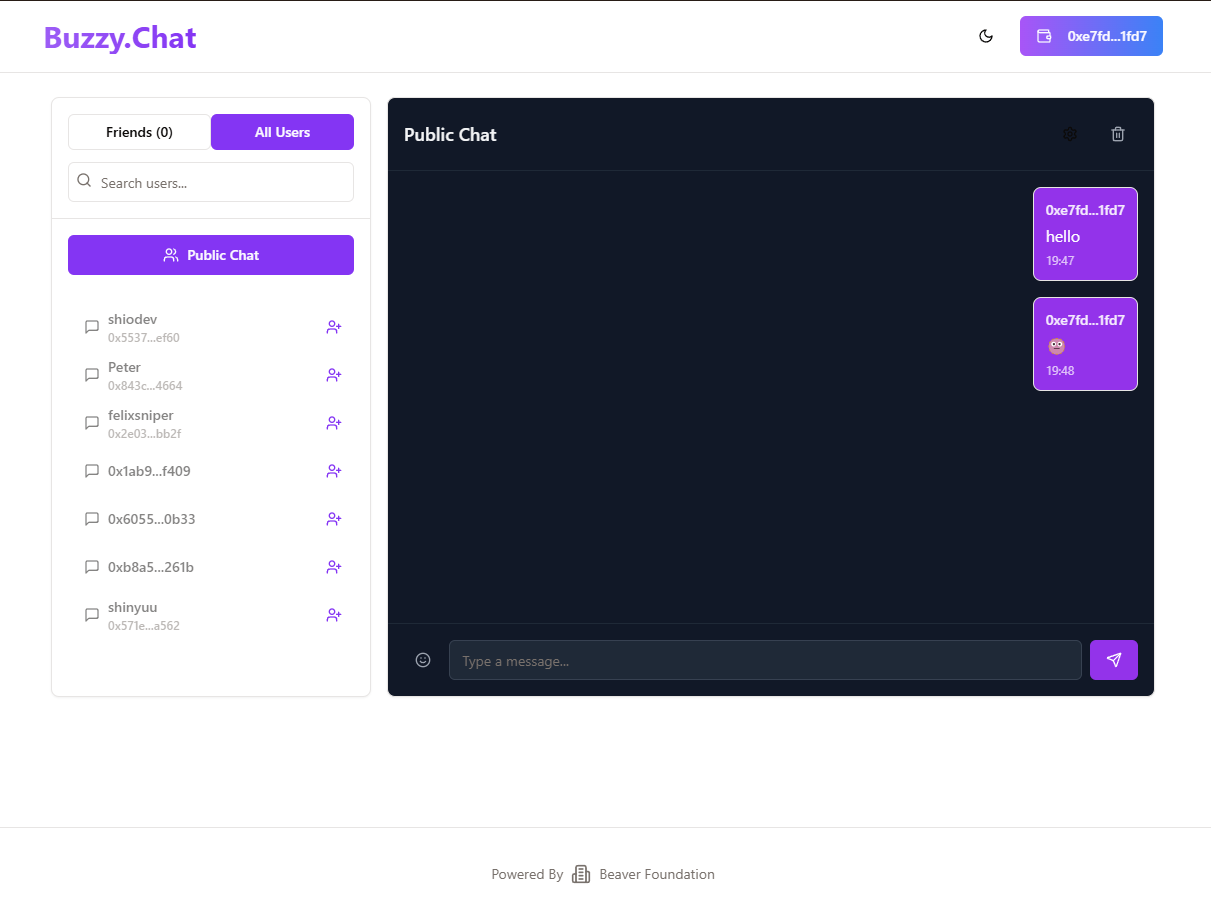 Buzzy.Chat
0xe7fd...1fd7
Friends (0)
All Users
Search users...
Public Chat
shiodev
0x5537...ef60
Peter
0x843c...4664
felixsniper
0x2e03...bb2f
0x1ab9...f409
0x6055...0b33
0xb8a5...261b
shinyuu
0x571e...a562
Public Chat
0xe7fd...1fd7
hello
19:47
0xe7fd...1fd7
19:48
Type a message...
Powered By Beaver Foundation